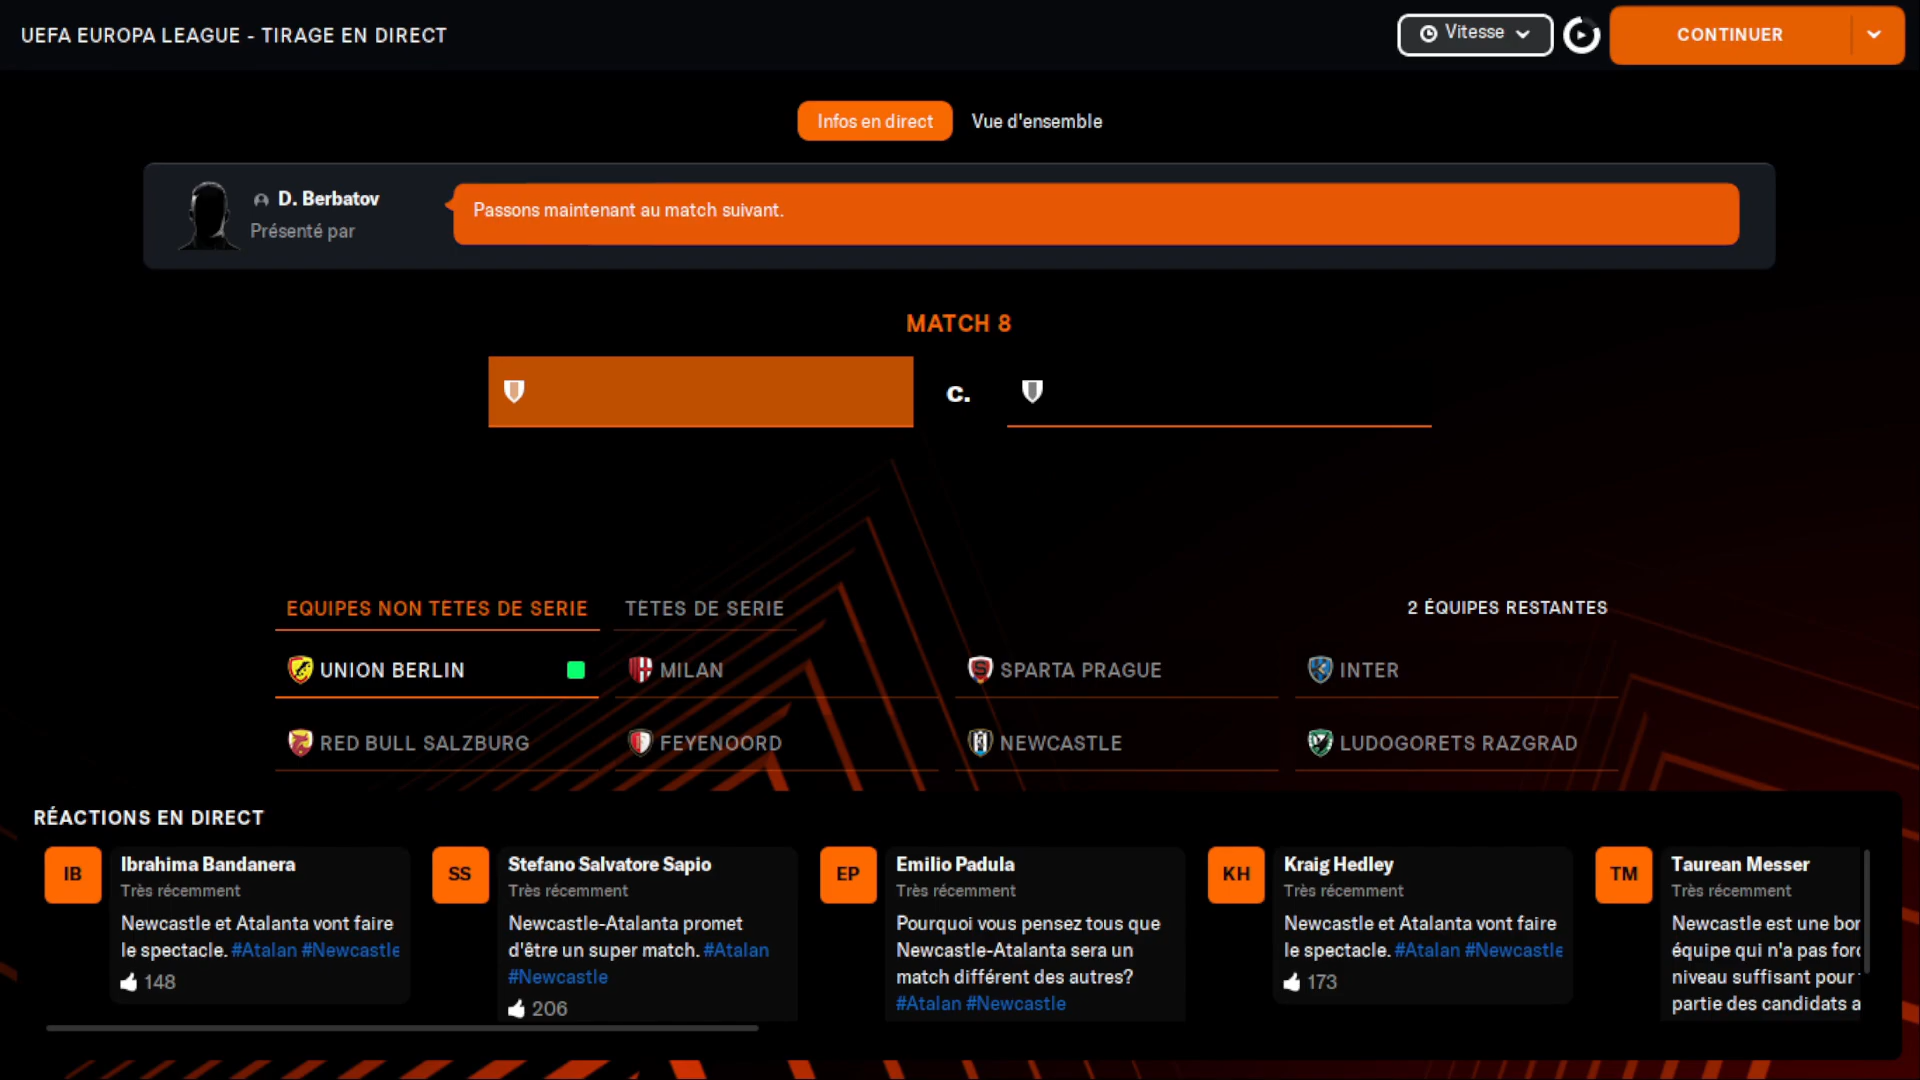 UEFA EUROPA LEAGUE - TIRAGE EN DIRECT
Vitesse
CONTINUER
Infos en direct
Vue d'ensemble
D. Berbatov
Présenté par
Passons maintenant au match suivant.
MATCH 8
c.
EQUIPES NON TETES DE SERIE
TETES DE SERIE
2 ÉQUIPES RESTANTES
UNION BERLIN
MILAN
SPARTA PRAGUE
INTER
RED BULL SALZBURG
FEYENOORD
NEWCASTLE
LUDOGORETS RAZGRAD
RÉACTIONS EN DIRECT
IB
Ibrahima Bandanera
Très récemment
Newcastle et Atalanta vont faire
le spectacle. #Atalan #Newcastle
148
SS
Stefano Salvatore Sapio
Très récemment
Newcastle-Atalanta promet
d'être un super match. #Atalan
#Newcastle
206
EP
Emilio Padula
Très récemment
Pourquoi vous pensez tous que
Newcastle-Atalanta sera un
match différent des autres?
#Atalan #Newcastle
KH
Kraig Hedley
Très récemment
Newcastle et Atalanta vont faire
le spectacle. #Atalan #Newcastle
173
TM
Taurean Messer
Très récemment
Newcastle est une bor
équipe qui n'a pas forc
niveau suffisant pour
partie des candidats a